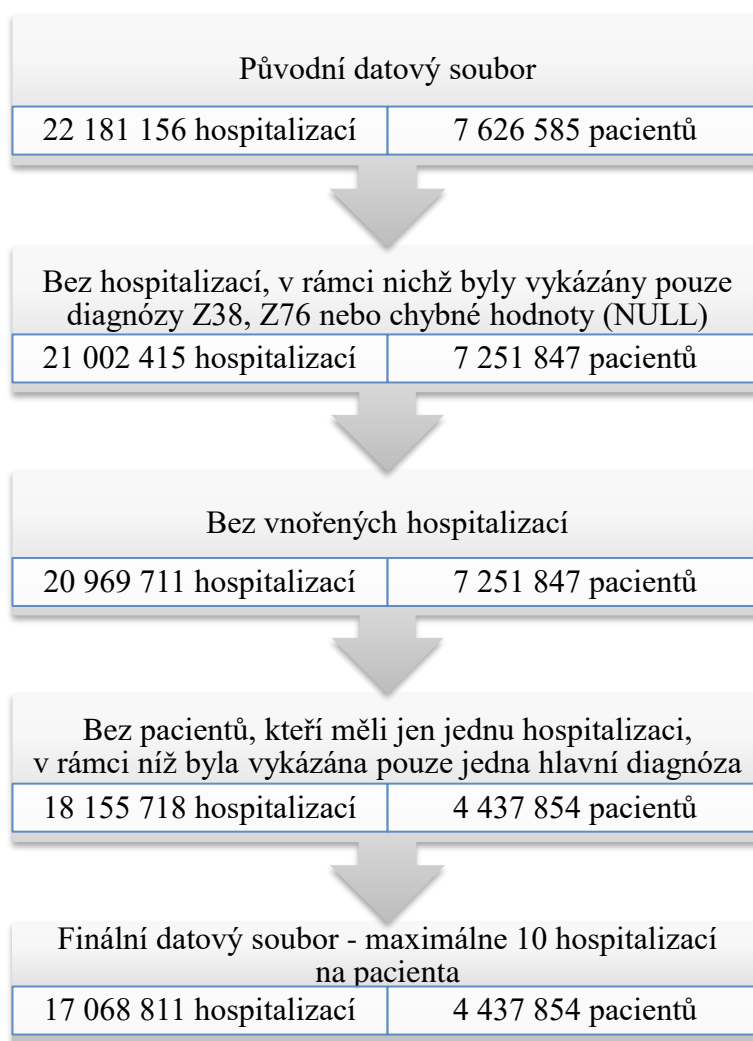 Původní datový soubor
22 181 156 hospitalizací 7 626 585 pacientů
Bez hospitalizací, v rámci nichž byly vykázány pouze
diagnózy Z38, Z76 nebo chybné hodnoty (NULL)
21 002 415 hospitalizací 7 251 847 pacientů
Bez vnořených hospitalizací
20 969 711 hospitalizací 7 251 847 pacientů
Bez pacientů, kteří měli jen jednu hospitalizaci,
v rámci níž byla vykázána pouze jedna hlavní diagnóza
18 155 718 hospitalizací 4 437 854 pacientů
Finální datový soubor - maximálne 10 hospitalizací
na pacienta
17 068 811 hospitalizací 4 437 854 pacientů